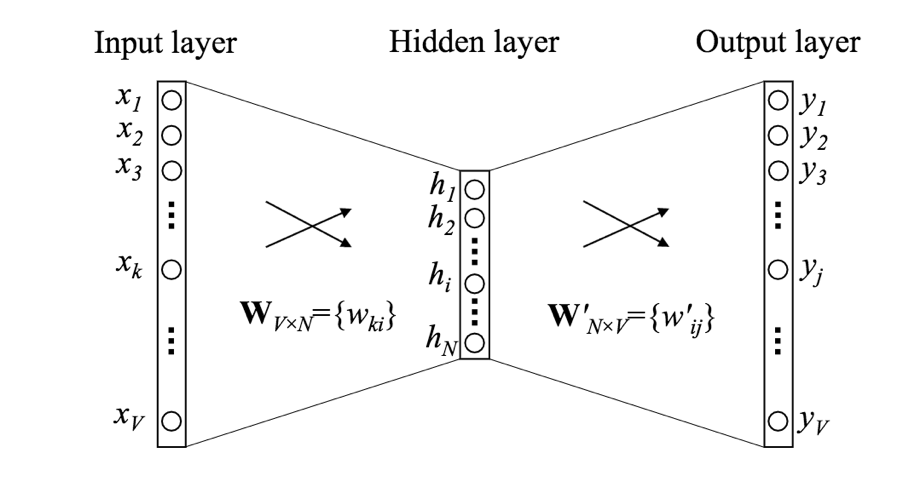 Input layer Hidden layer Output layer
x1 y1
x2 y2
x3 h1 y3
h2
xk hi yj
W V×N={wki} W' N×V={w'ij}
hN
xV yV